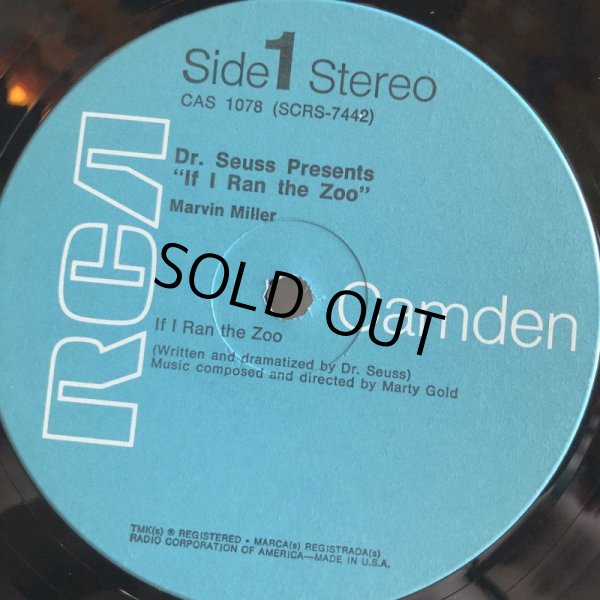 Side 1 Stereo
CAS 1078 (SCRS-7442)
Dr. Seuss Presents
"If I Ran the Zoo"
Marvin Miller
RCA
SOLD OUT
Camden
If I Ran the Zoo
(Written and dramatized by Dr. Seuss)
Music composed and directed by Marty Gold
TMK(s) ® REGISTERED • MARCA(s) REGISTRADA(s)
RADIO CORPORATION OF AMERICA—MADE IN U.S.A.